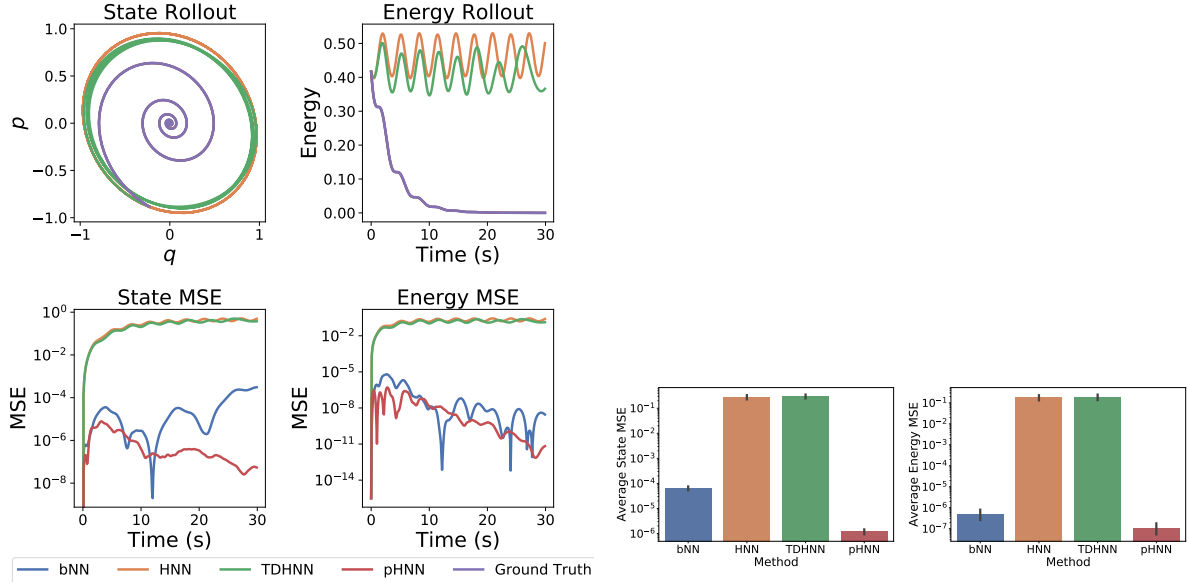 State Rollout
1.0
0.5
0.0
−0.5
−1.0
p
−1
0
1
q
Energy Rollout
0.50
0.40
0.30
0.20
0.10
0.00
Energy
0
10
20
30
Time (s)
State MSE
10⁰
10⁻²
10⁻⁴
10⁻⁶
10⁻⁸
MSE
0
10
20
30
Time (s)
Energy MSE
10⁻²
10⁻⁵
10⁻⁸
10⁻¹¹
10⁻¹⁴
MSE
0
10
20
30
Time (s)
bNN HNN TDHNN pHNN Ground Truth
Average State MSE
10⁻¹
10⁻²
10⁻³
10⁻⁴
10⁻⁵
10⁻⁶
bNN HNN TDHNN pHNN
Method
Average Energy MSE
10⁻¹
10⁻²
10⁻³
10⁻⁴
10⁻⁵
10⁻⁶
10⁻⁷
bNN HNN TDHNN pHNN
Method